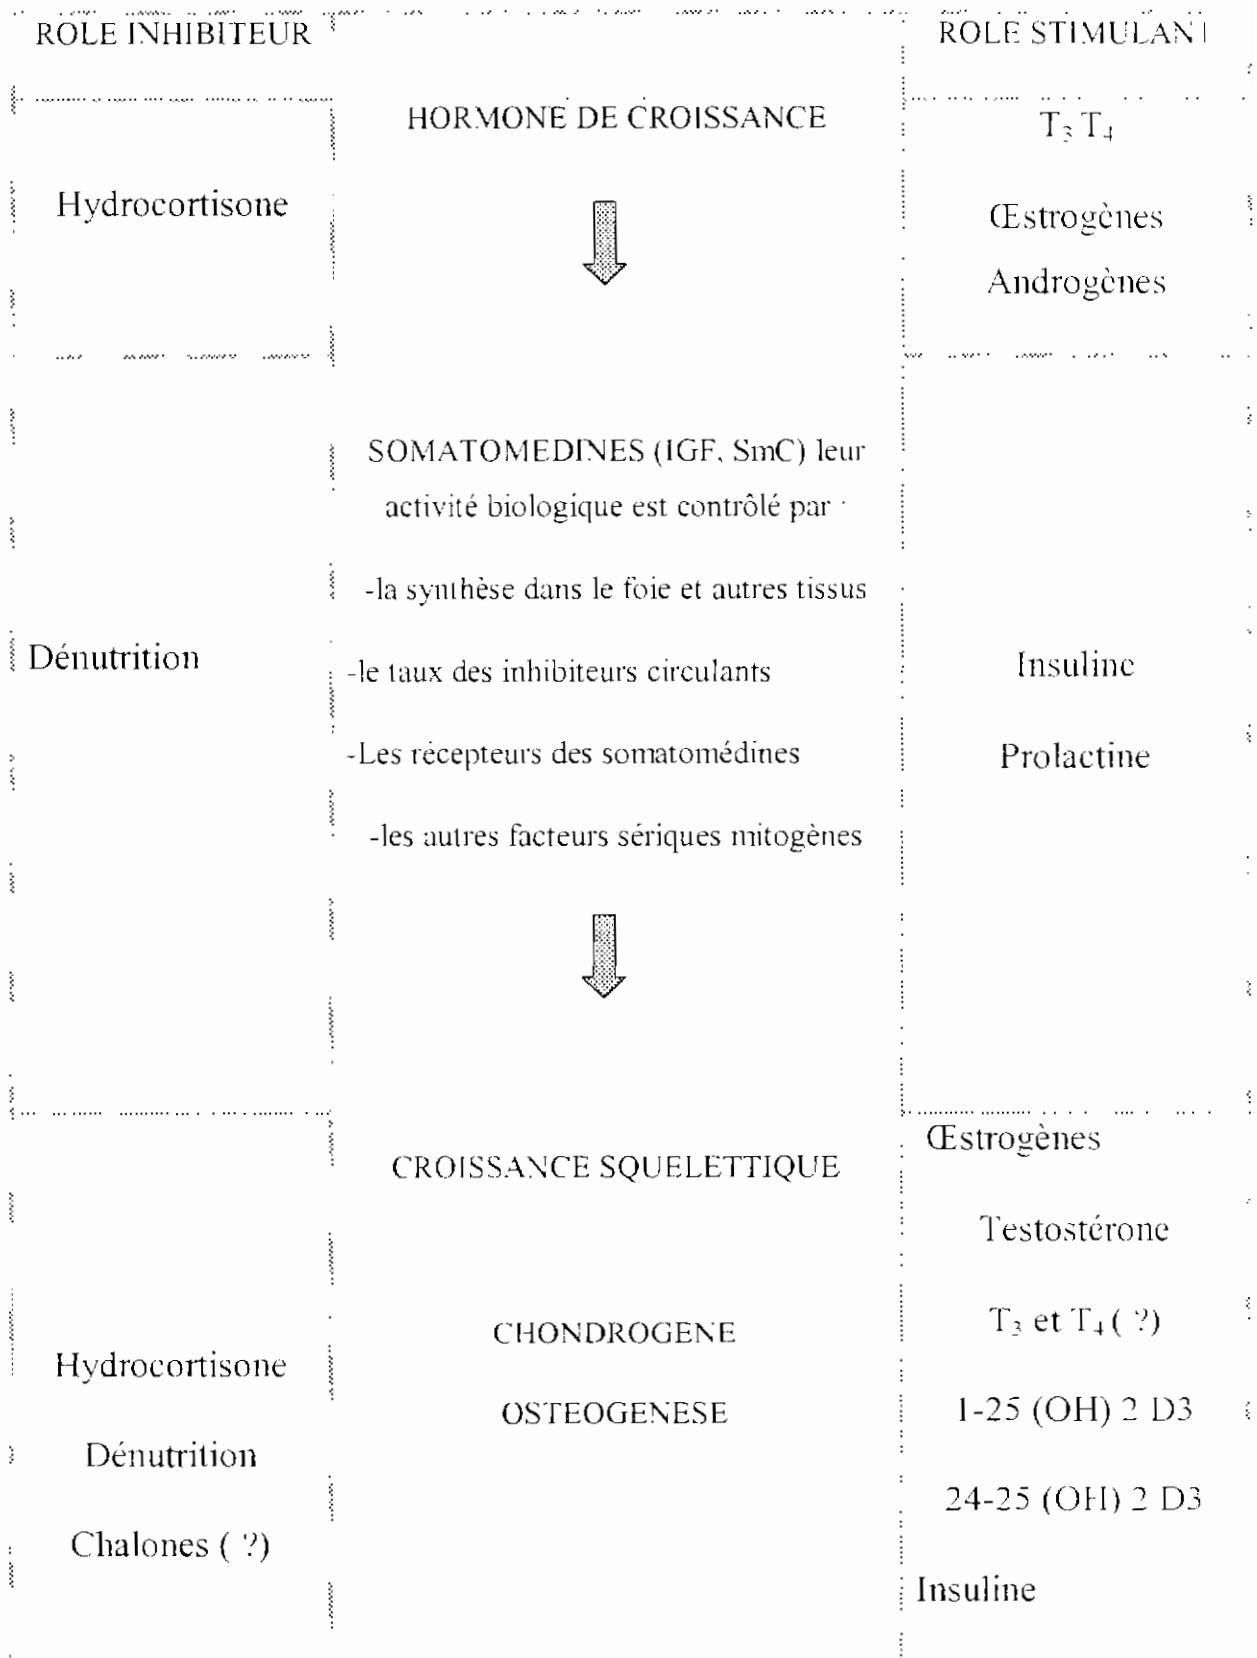 ROLE INHIBITEUR
ROLE STIMULANT
HORMONE DE CROISSANCE
T₃ T₄
Hydrocortisone
Œstrogènes
Androgènes
SOMATOMEDINES (IGF, SmC) leur
activité biologique est contrôlé par :
-la synthèse dans le foie et autres tissus
Dénutrition
-le taux des inhibiteurs circulants
Insuline
-Les récepteurs des somatomédines
Prolactine
-les autres facteurs sériques mitogènes
Œstrogènes
CROISSANCE SQUELETTIQUE
Testostérone
T₃ et T₄ ( ?)
CHONDROGENE
Hydrocortisone
OSTEOGENESE
1-25 (OH) 2 D3
Dénutrition
24-25 (OH) 2 D3
Chalones ( ?)
Insuline